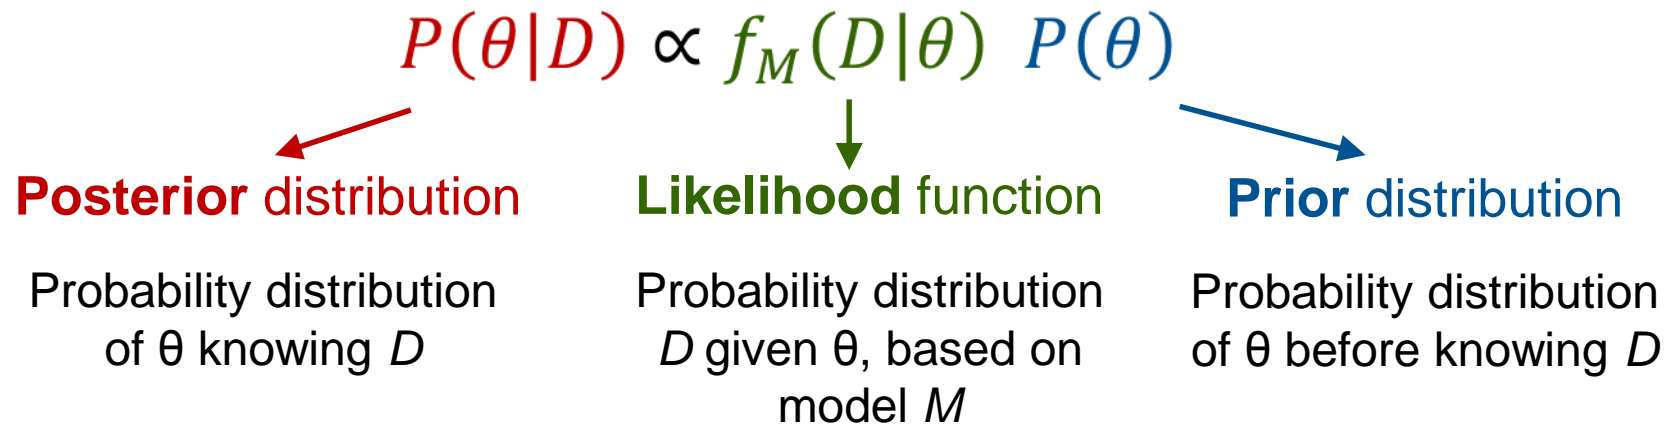 P(θ|D) ∝ f_M(D|θ) P(θ)
Posterior distribution
Probability distribution
of θ knowing D
Likelihood function
Probability distribution
D given θ, based on
model M
Prior distribution
Probability distribution
of θ before knowing D